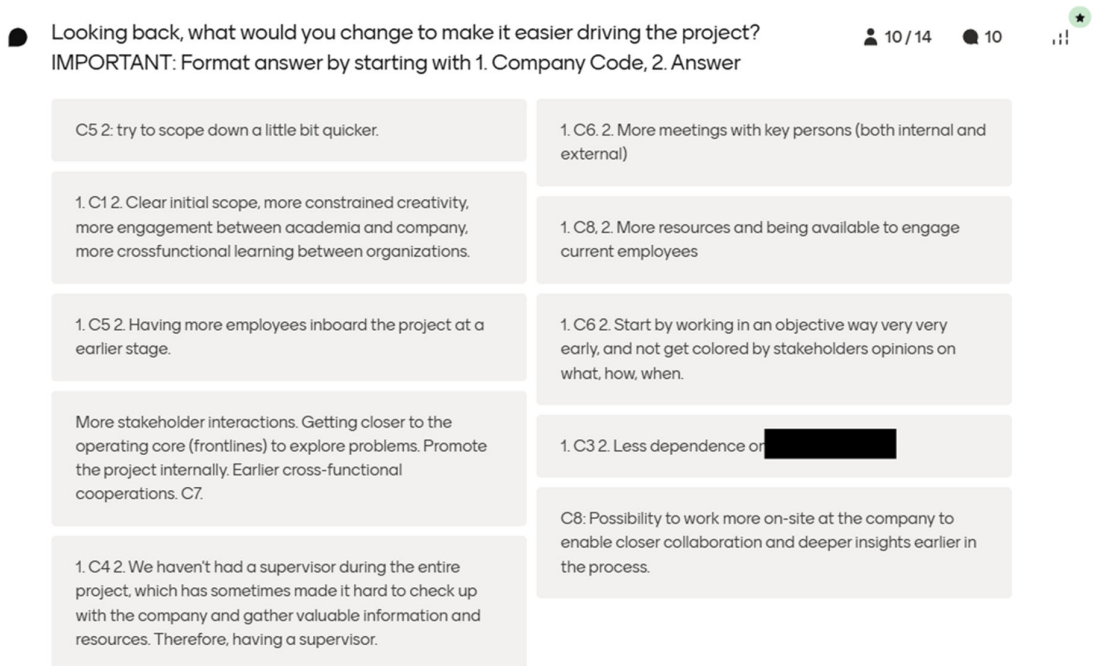 Looking back, what would you change to make it easier driving the project?
IMPORTANT: Format answer by starting with 1. Company Code, 2. Answer
10 / 14
10
C5 2: try to scope down a little bit quicker.
1. C1 2. Clear initial scope, more constrained creativity,
more engagement between academia and company,
more crossfunctional learning between organizations.
1. C5 2. Having more employees inboard the project at a
earlier stage.
More stakeholder interactions. Getting closer to the
operating core (frontlines) to explore problems. Promote
the project internally. Earlier cross-functional
cooperations. C7.
1. C4 2. We haven't had a supervisor during the entire
project, which has sometimes made it hard to check up
with the company and gather valuable information and
resources. Therefore, having a supervisor.
1. C6. 2. More meetings with key persons (both internal and
external)
1. C8, 2. More resources and being available to engage
current employees
1. C6 2. Start by working in an objective way very very
early, and not get colored by stakeholders opinions on
what, how, when.
1. C3 2. Less dependence on
C8: Possibility to work more on-site at the company to
enable closer collaboration and deeper insights earlier in
the process.